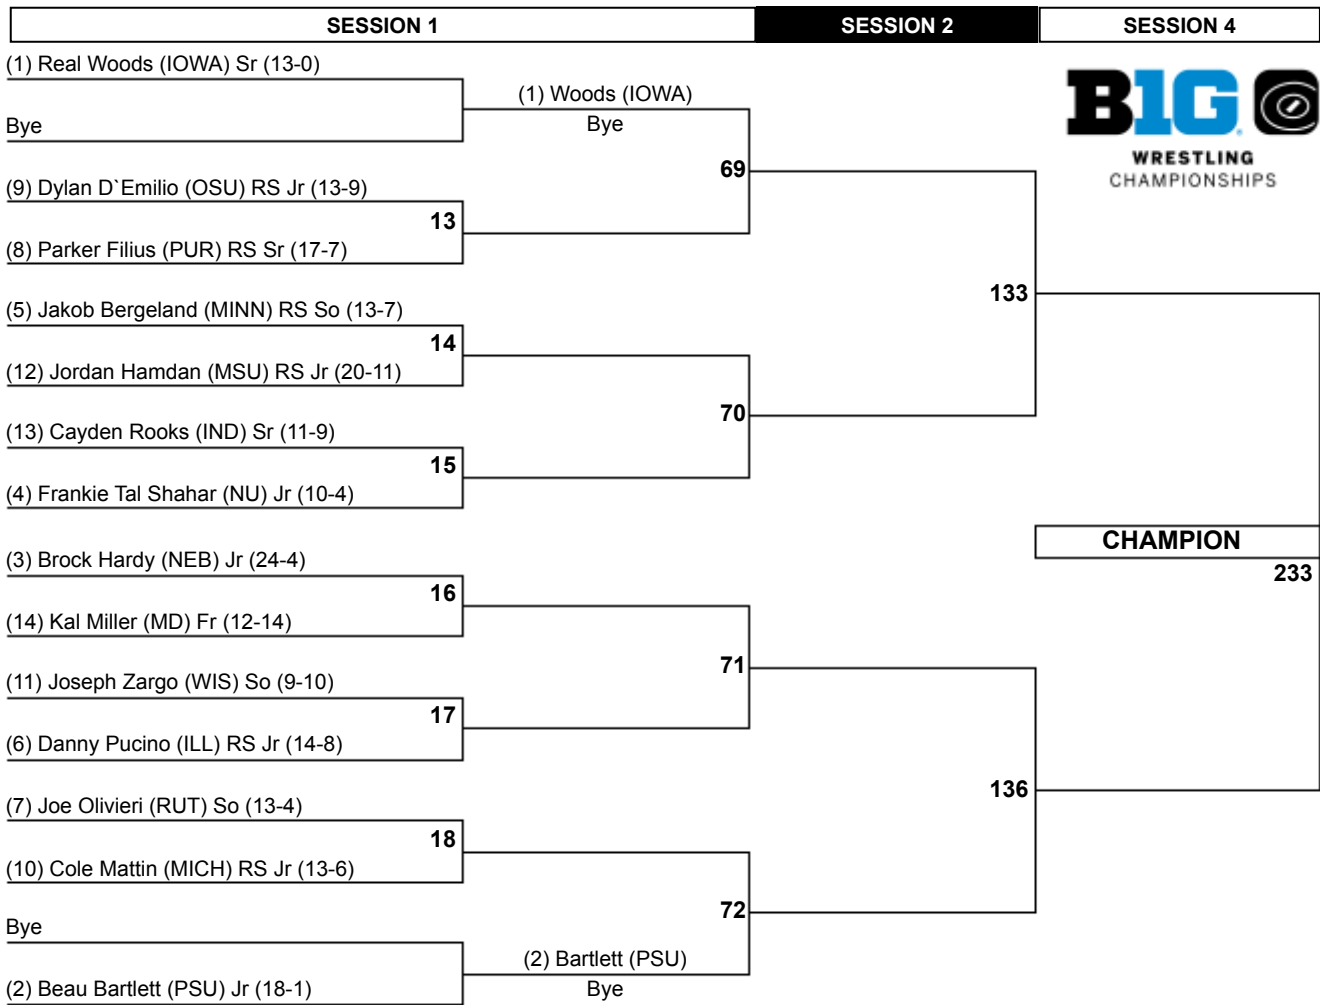 SESSION 1
SESSION 2
SESSION 4
(1) Real Woods (IOWA) Sr (13-0)
Bye
(1) Woods (IOWA)
Bye
B1G
WRESTLING
CHAMPIONSHIPS
69
(9) Dylan D`Emilio (OSU) RS Jr (13-9)
13
(8) Parker Filius (PUR) RS Sr (17-7)
133
(5) Jakob Bergeland (MINN) RS So (13-7)
14
(12) Jordan Hamdan (MSU) RS Jr (20-11)
70
(13) Cayden Rooks (IND) Sr (11-9)
15
(4) Frankie Tal Shahar (NU) Jr (10-4)
CHAMPION
233
(3) Brock Hardy (NEB) Jr (24-4)
16
(14) Kal Miller (MD) Fr (12-14)
71
(11) Joseph Zargo (WIS) So (9-10)
17
(6) Danny Pucino (ILL) RS Jr (14-8)
136
(7) Joe Olivieri (RUT) So (13-4)
18
(10) Cole Mattin (MICH) RS Jr (13-6)
72
Bye
(2) Bartlett (PSU)
Bye
(2) Beau Bartlett (PSU) Jr (18-1)